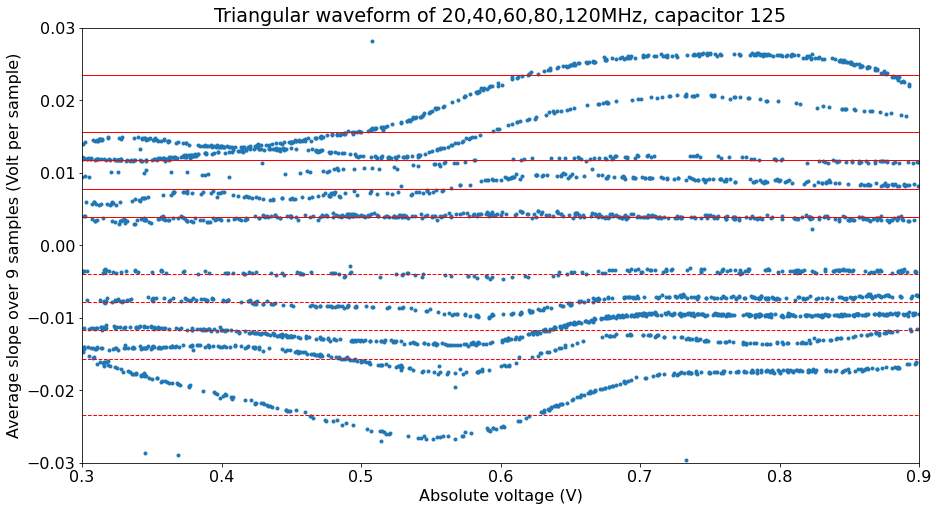 Triangular waveform of 20,40,60,80,120MHz, capacitor 125
Average slope over 9 samples (Volt per sample)
0.03
0.02
0.01
0.00
−0.01
−0.02
−0.03
0.3 0.4 0.5 0.6 0.7 0.8 0.9
Absolute voltage (V)